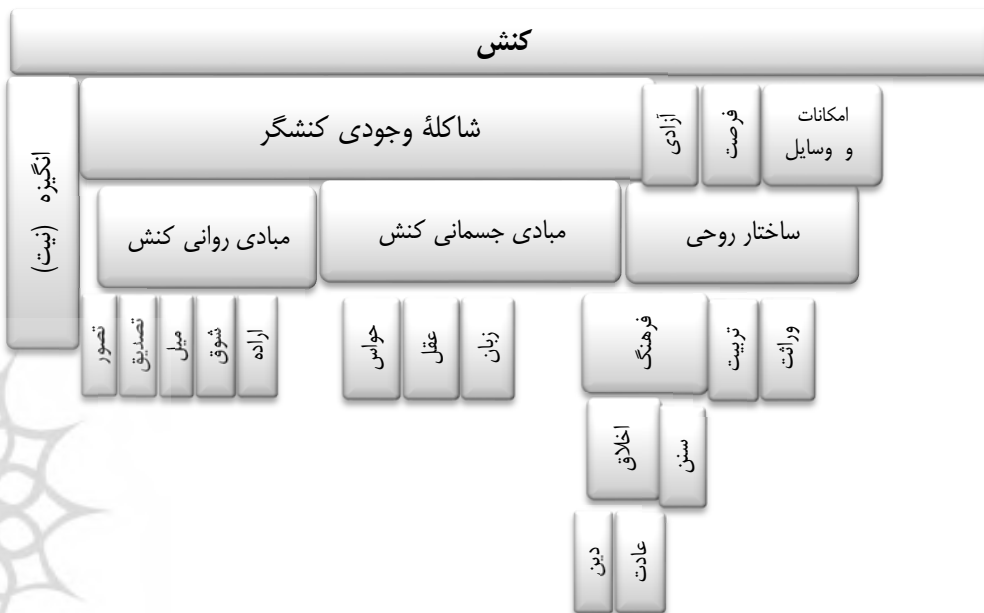 کنش
امکانات
و وسایل
فرصت
آزادی
شاکلۀ وجودی کنشگر
انگیزه (نیت)
ساختار روحی
مبادی جسمانی کنش
مبادی روانی کنش
وراثت
تربیت
فرهنگ
زبان
عقل
حواس
اراده
شوق
میل
تصدیق
تصور
سنن
اخلاق
عادت
دین